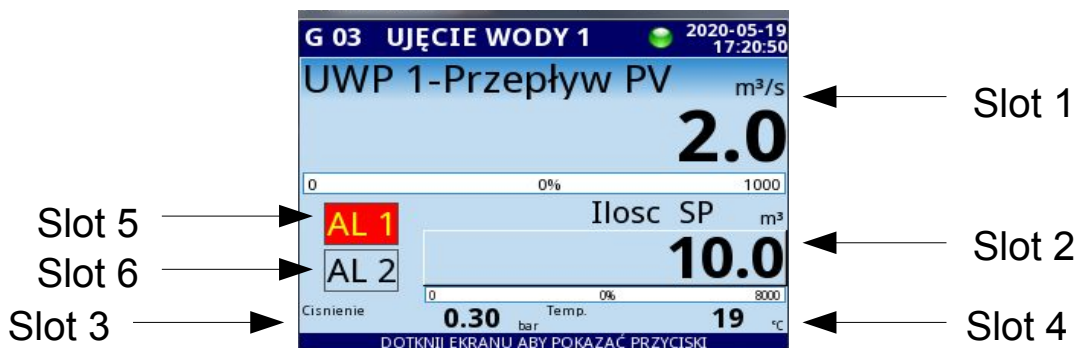 G 03 UJĘCIE WODY 1 2020-05-19
17:20:50
UWP 1-Przepływ PV m³/s
2.0
0 0% 1000
Slot 1
Slot 5
AL 1
Ilosc SP m³
10.0
Slot 2
Slot 6
AL 2
0 0% 8000
Slot 3
Cisnienie 0.30 bar Temp. 19 °C
Slot 4
DOTKNIJ EKRANU ABY POKAZAĆ PRZYCISKI